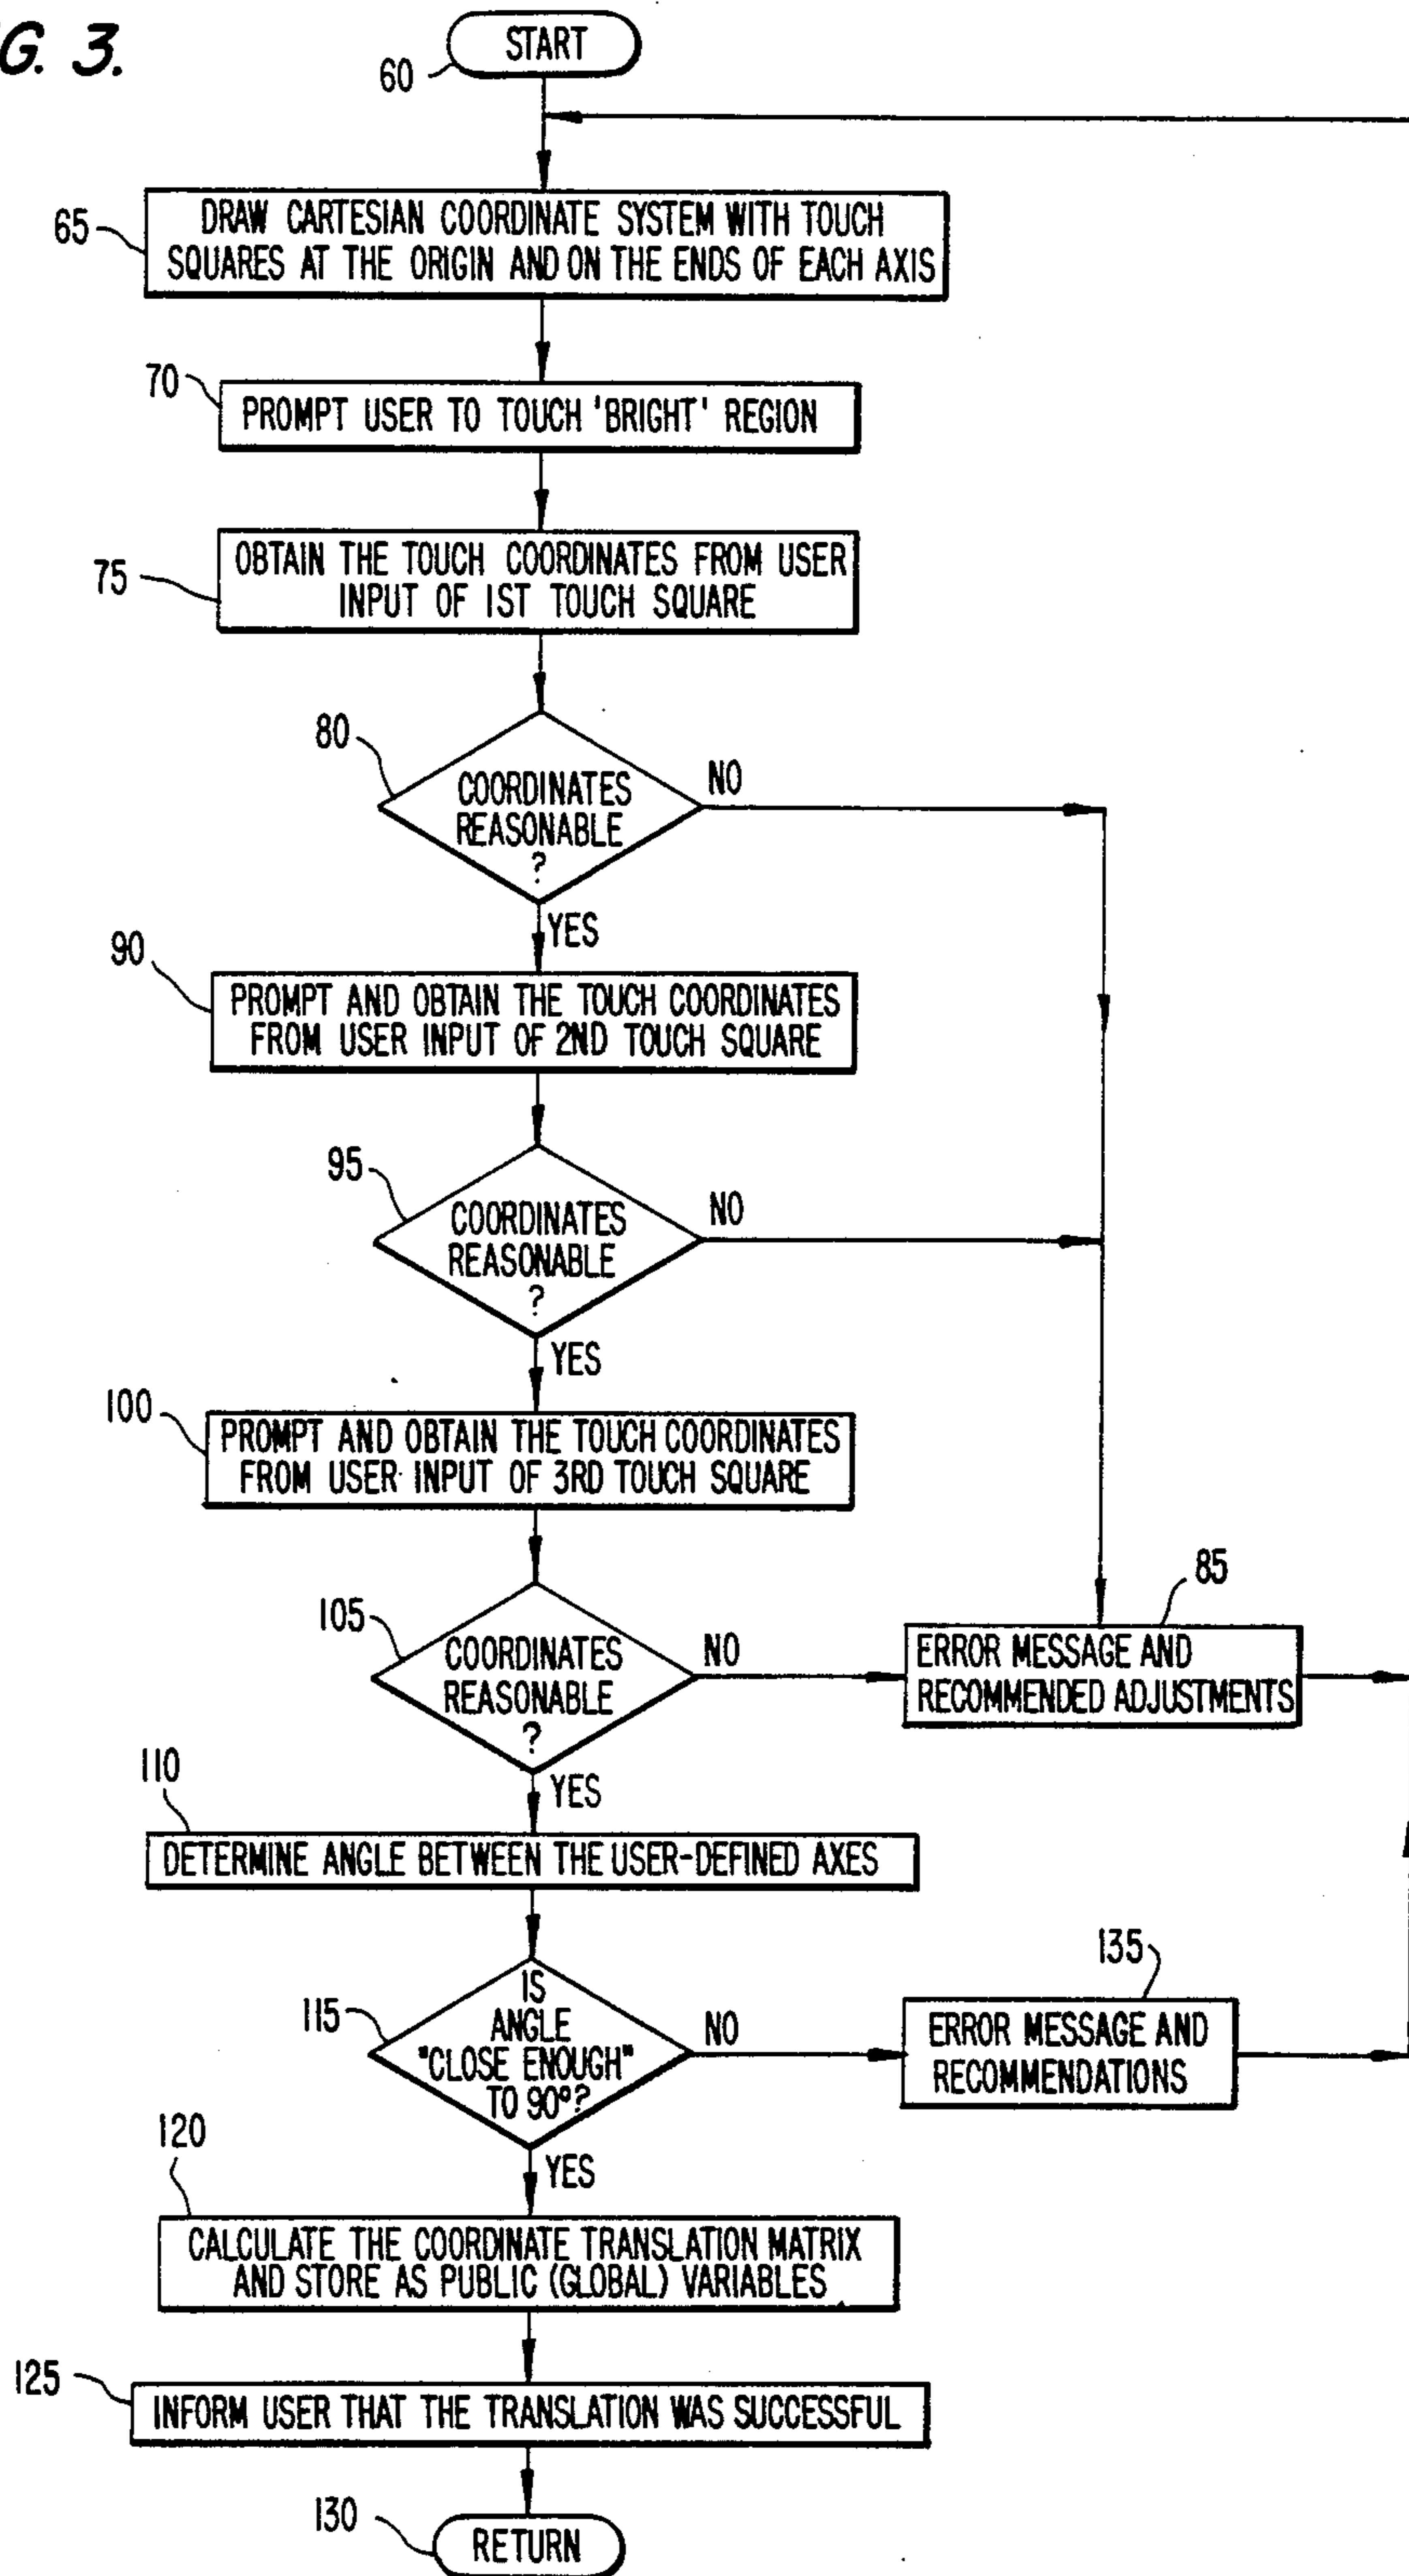 G. 3.
START
60
65
DRAW CARTESIAN COORDINATE SYSTEM WITH TOUCH
SQUARES AT THE ORIGIN AND ON THE ENDS OF EACH AXIS
70
PROMPT USER TO TOUCH 'BRIGHT' REGION
75
OBTAIN THE TOUCH COORDINATES FROM USER
INPUT OF 1ST TOUCH SQUARE
80
COORDINATES
REASONABLE
?
NO
YES
90
PROMPT AND OBTAIN THE TOUCH COORDINATES
FROM USER INPUT OF 2ND TOUCH SQUARE
95
COORDINATES
REASONABLE
?
NO
YES
100
PROMPT AND OBTAIN THE TOUCH COORDINATES
FROM USER INPUT OF 3RD TOUCH SQUARE
105
COORDINATES
REASONABLE
?
NO
85
ERROR MESSAGE AND
RECOMMENDED ADJUSTMENTS
YES
110
DETERMINE ANGLE BETWEEN THE USER-DEFINED AXES
115
IS
ANGLE
"CLOSE ENOUGH"
TO 90°?
NO
135
ERROR MESSAGE AND
RECOMMENDATIONS
YES
120
CALCULATE THE COORDINATE TRANSLATION MATRIX
AND STORE AS PUBLIC (GLOBAL) VARIABLES
125
INFORM USER THAT THE TRANSLATION WAS SUCCESSFUL
130
RETURN